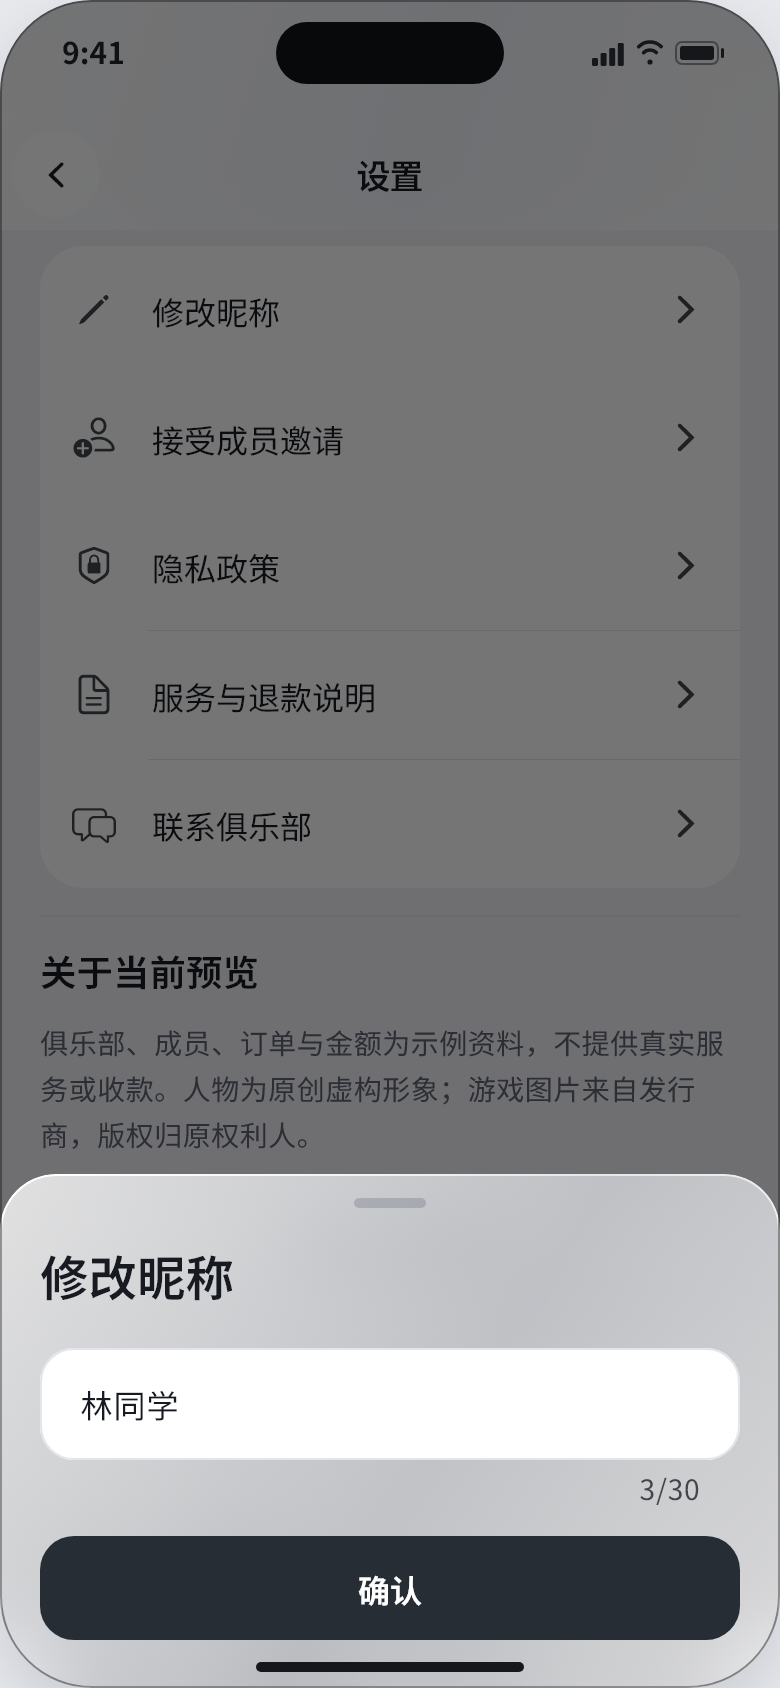 9:41
设置
修改昵称
接受成员邀请
隐私政策
服务与退款说明
联系俱乐部
关于当前预览
俱乐部、成员、订单与金额为示例资料，不提供真实服
务或收款。人物为原创虚构形象；游戏图片来自发行
商，版权归原权利人。
修改昵称
林同学
3/30
确认